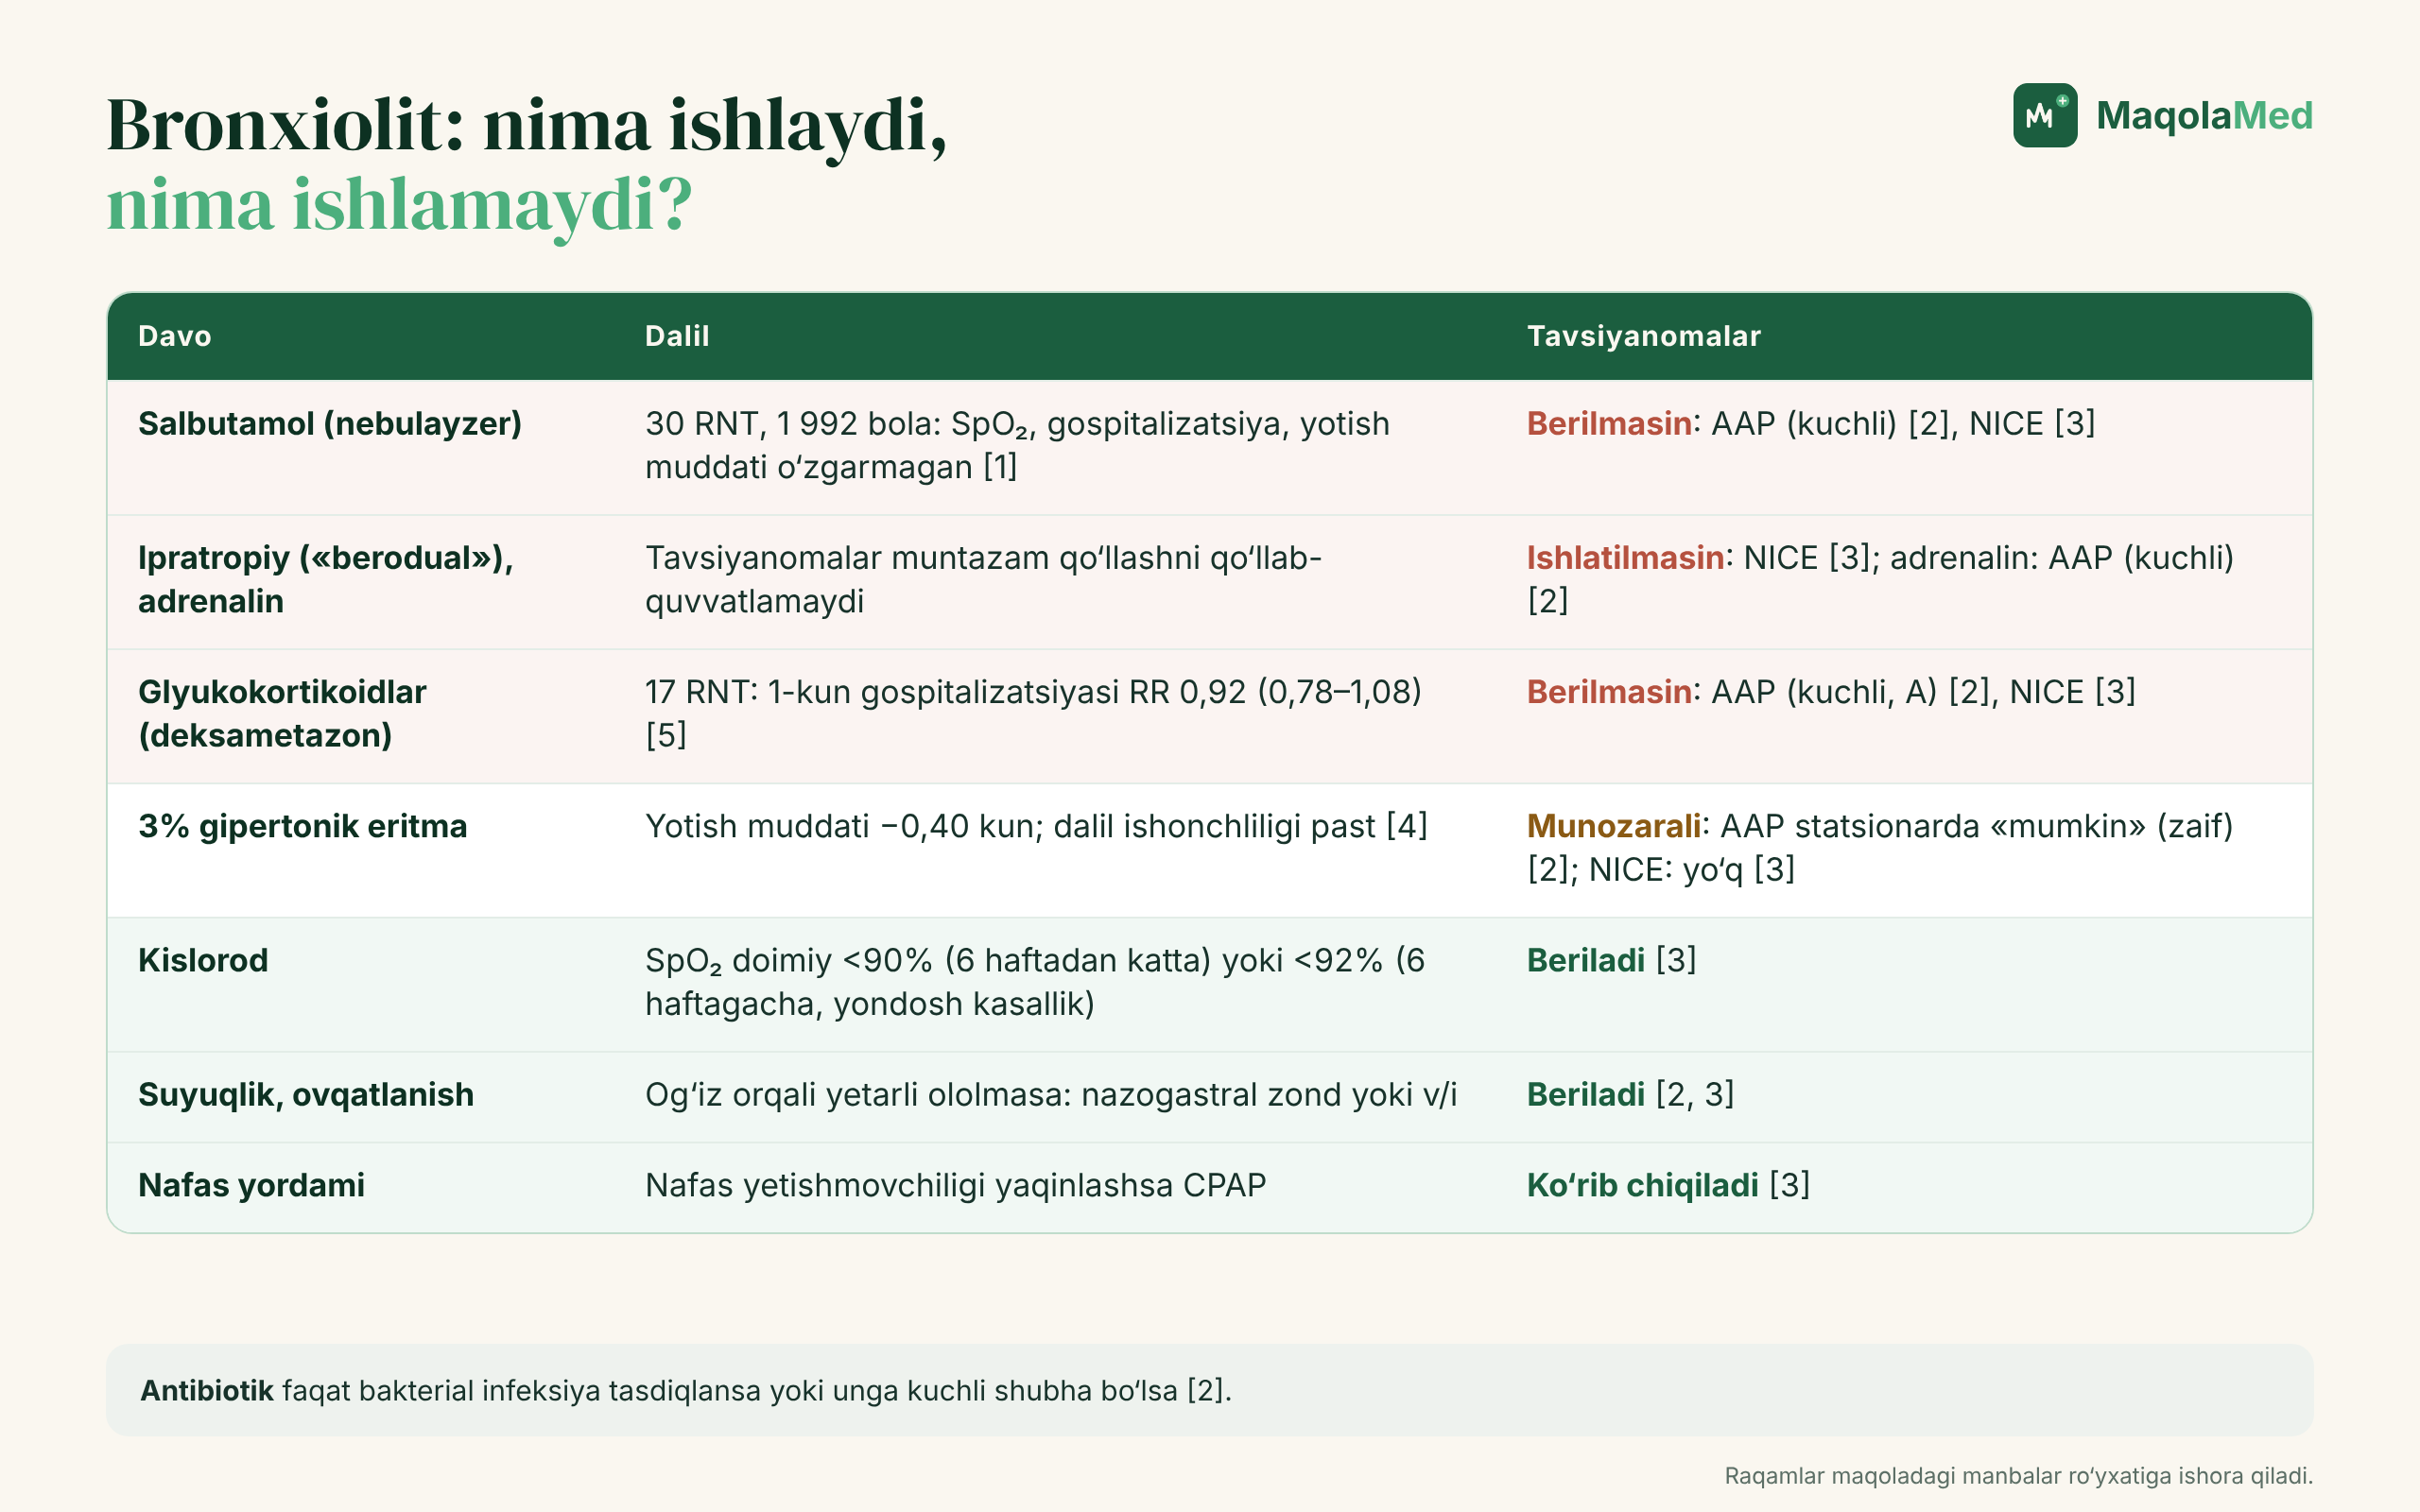 Bronxiolit: nima ishlaydi,
nima ishlamaydi?
MaqolaMed
Davo
Dalil
Tavsiyanomalar
Salbutamol (nebulayzer)
30 RNT, 1 992 bola: SpO₂, gospitalizatsiya, yotish
muddati oʻzgarmagan [1]
Berilmasin: AAP (kuchli) [2], NICE [3]
Ipratropiy («berodual»),
adrenalin
Tavsiyanomalar muntazam qoʻllashni qoʻllab-
quvvatlamaydi
Ishlatilmasin: NICE [3]; adrenalin: AAP (kuchli)
[2]
Glyukokortikoidlar
(deksametazon)
17 RNT: 1-kun gospitalizatsiyasi RR 0,92 (0,78–1,08)
[5]
Berilmasin: AAP (kuchli, A) [2], NICE [3]
3% gipertonik eritma
Yotish muddati −0,40 kun; dalil ishonchliligi past [4]
Munozarali: AAP statsionarda «mumkin» (zaif)
[2]; NICE: yoʻq [3]
Kislorod
SpO₂ doimiy <90% (6 haftadan katta) yoki <92% (6
haftagacha, yondosh kasallik)
Beriladi [3]
Suyuqlik, ovqatlanish
Ogʻiz orqali yetarli ololmasa: nazogastral zond yoki v/i
Beriladi [2, 3]
Nafas yordami
Nafas yetishmovchiligi yaqinlashsa CPAP
Koʻrib chiqiladi [3]
Antibiotik faqat bakterial infeksiya tasdiqlansa yoki unga kuchli shubha boʻlsa [2].
Raqamlar maqoladagi manbalar roʻyxatiga ishora qiladi.